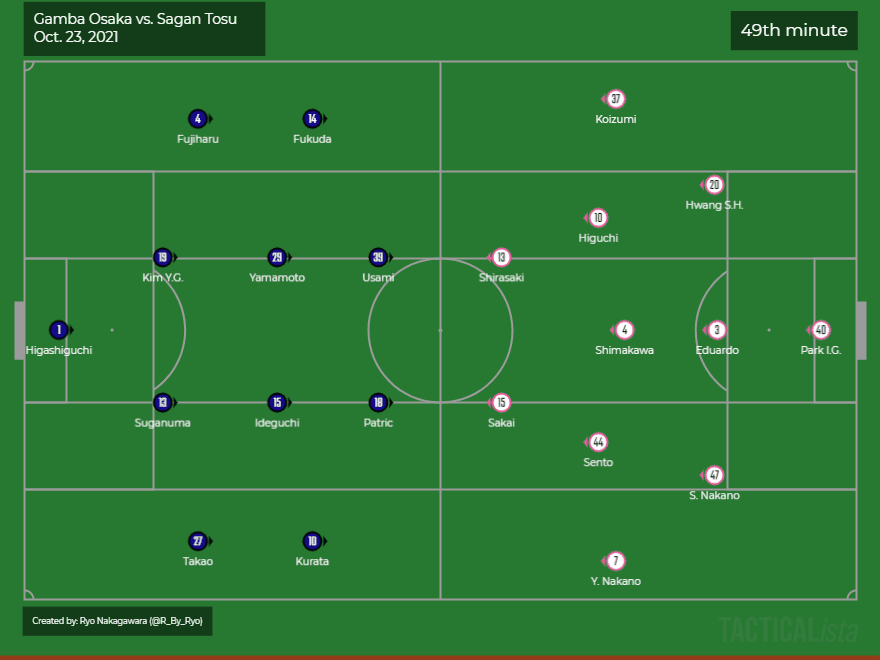 Gamba Osaka vs. Sagan Tosu
Oct. 23, 2021
49th minute
37
Koizumi
4
Fujiharu
14
Fukuda
20
Hwang S.H.
10
Higuchi
19
Kim Y.G.
29
Yamamoto
39
Usami
13
Shirasaki
1
Higashiguchi
4
Shimakawa
3
Eduardo
40
Park I.G.
13
Suganuma
15
Ideguchi
18
Patric
15
Sakai
44
Sento
47
S. Nakano
27
Takao
10
Kurata
7
Y. Nakano
Created by: Ryo Nakagawara (@R_By_Ryo)
TACTICALista